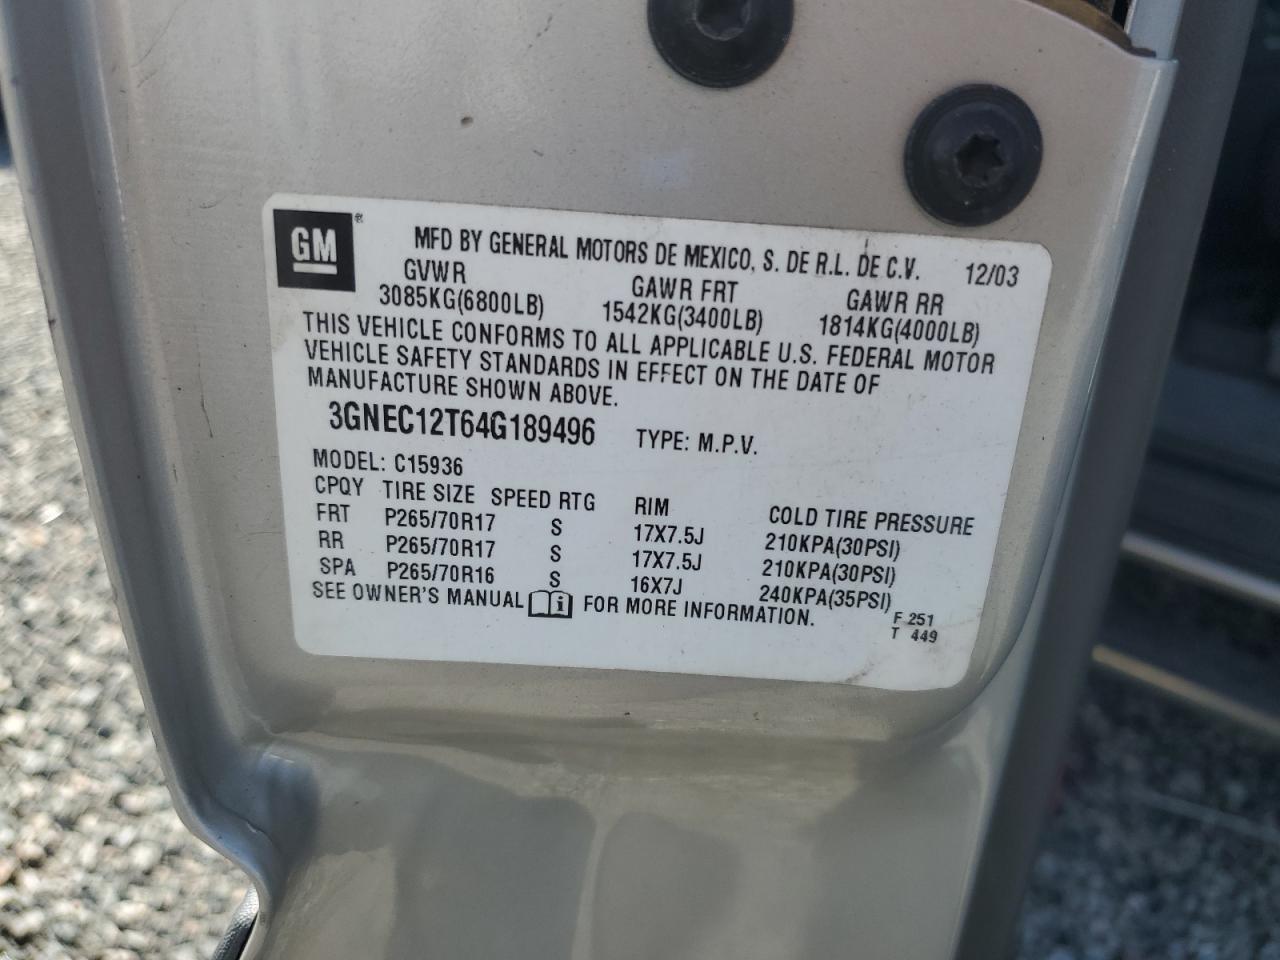 GM®
MFD BY GENERAL MOTORS DE MEXICO, S. DE R.L. DE C.V. 12/03
GVWR GAWR FRT GAWR RR
3085KG(6800LB) 1542KG(3400LB) 1814KG(4000LB)
THIS VEHICLE CONFORMS TO ALL APPLICABLE U.S. FEDERAL MOTOR
VEHICLE SAFETY STANDARDS IN EFFECT ON THE DATE OF
MANUFACTURE SHOWN ABOVE.
3GNEC12T64G189496 TYPE: M.P.V.
MODEL: C15936
CPQY TIRE SIZE SPEED RTG RIM COLD TIRE PRESSURE
FRT P265/70R17 S 17X7.5J 210KPA(30PSI)
RR P265/70R17 S 17X7.5J 210KPA(30PSI)
SPA P265/70R16 S 16X7J 240KPA(35PSI)
SEE OWNER'S MANUAL i FOR MORE INFORMATION.
F 251
T 449